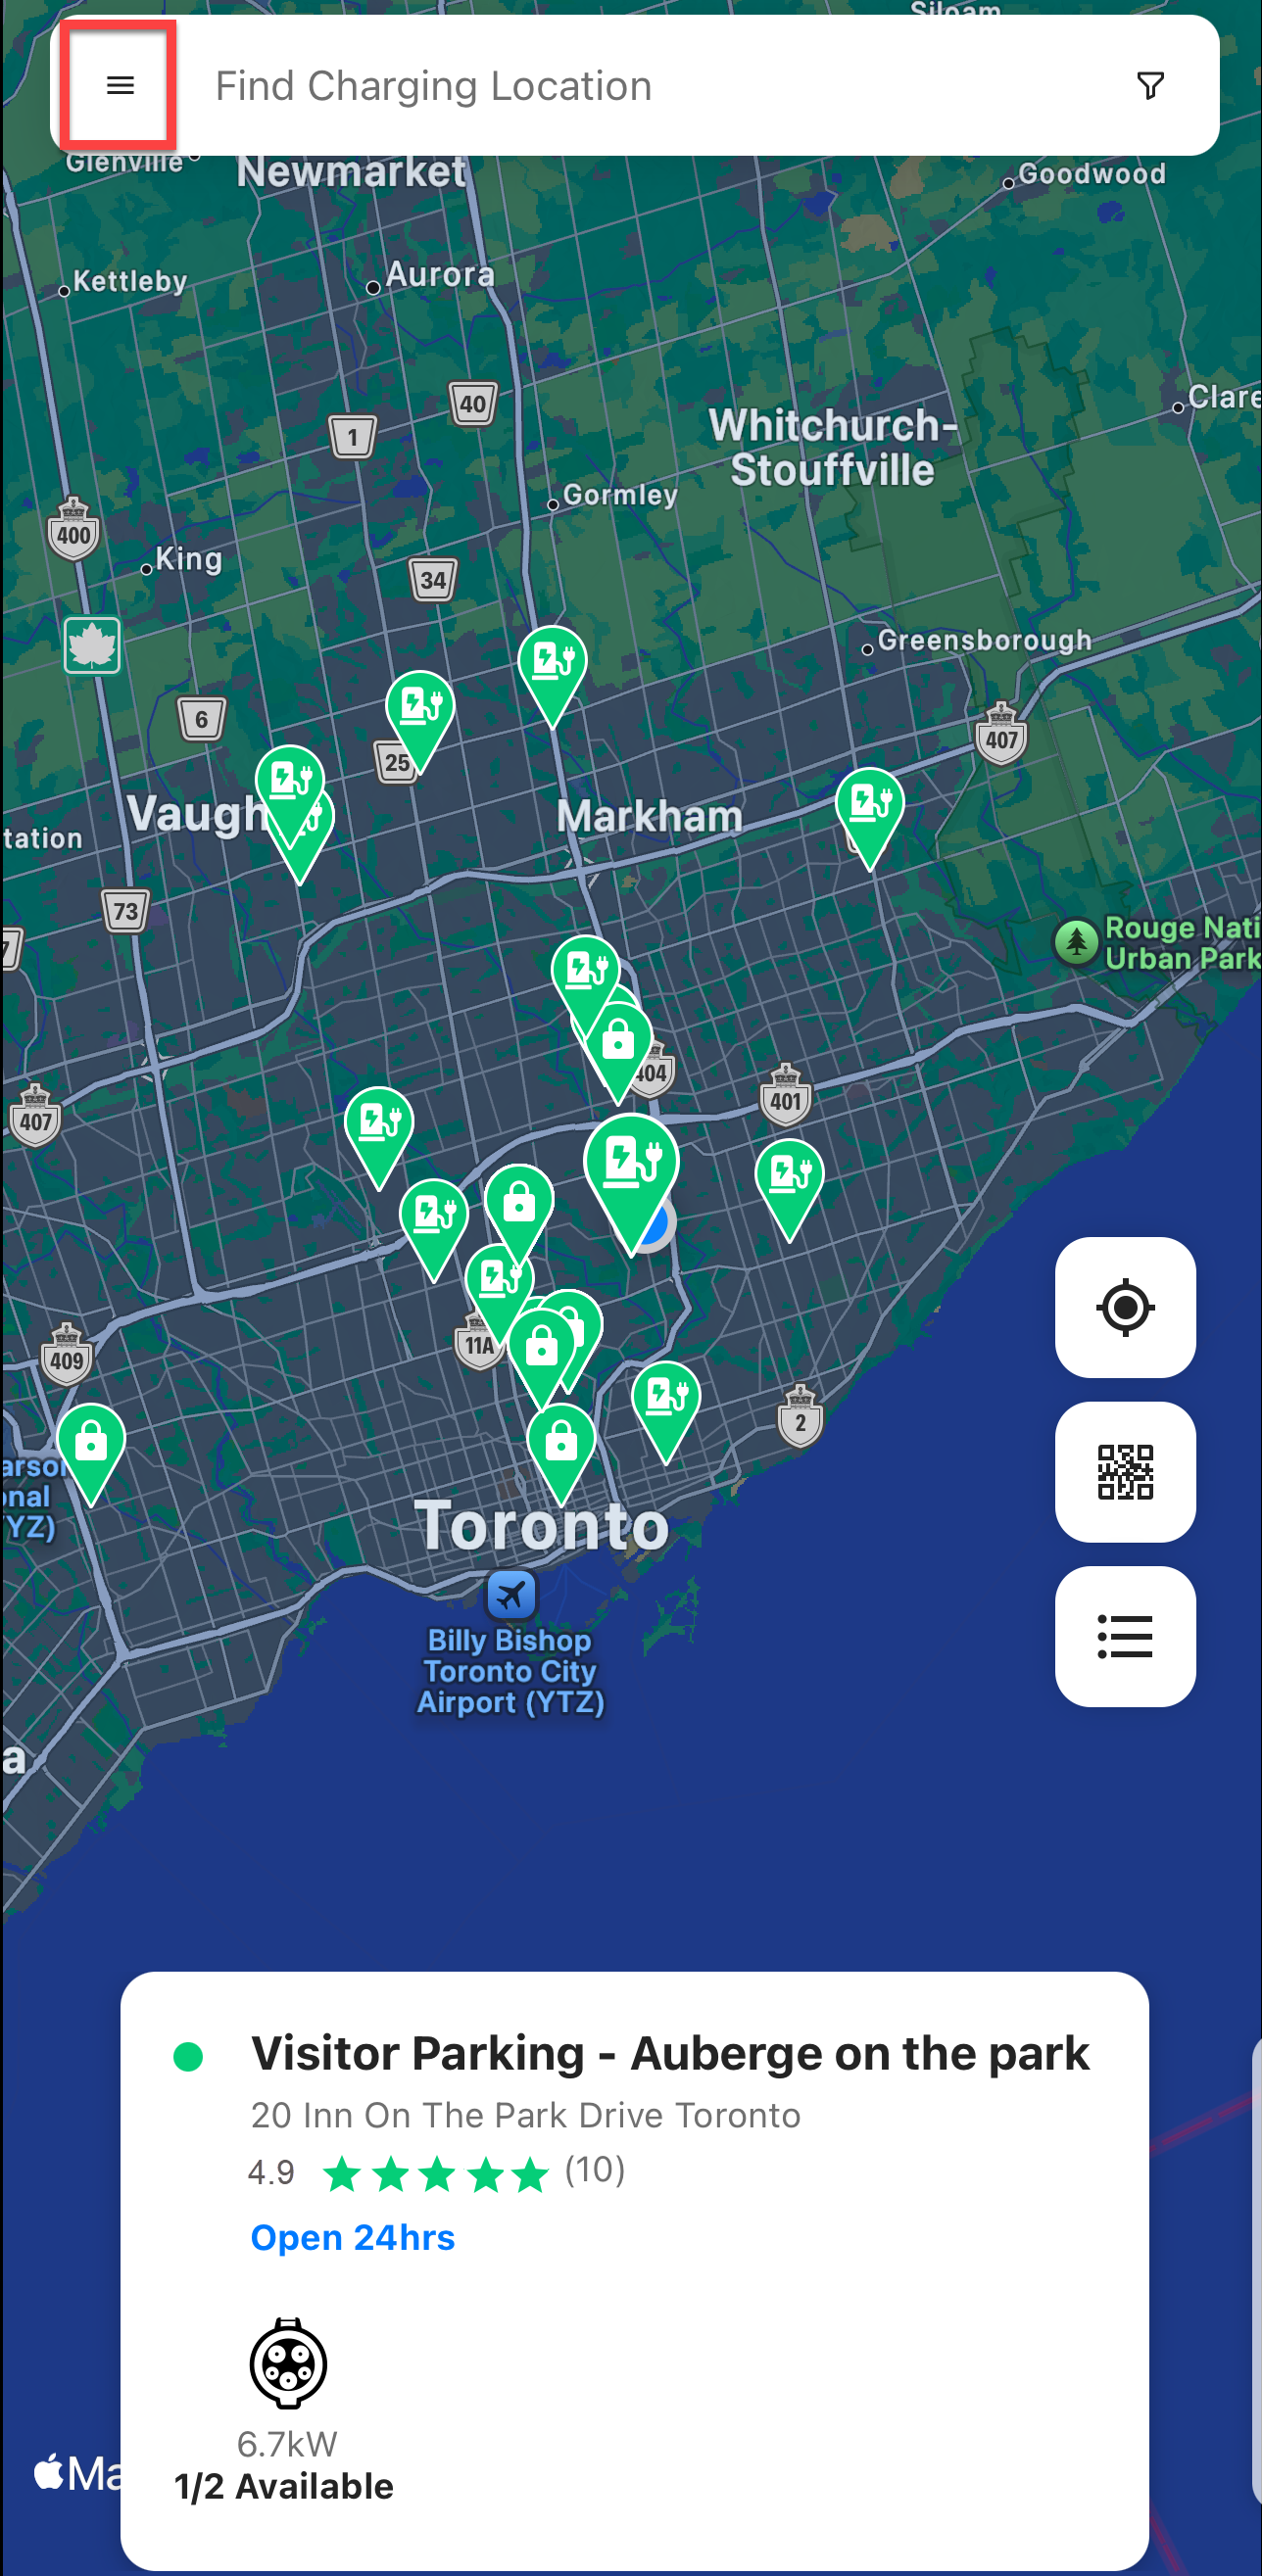 Siloam
Find Charging Location
Glenville
Newmarket
Goodwood
Kettleby
Aurora
Clare
40
1
Whitchurch-
Stouffville
Gormley
400
King
34
Greensborough
6
407
25
Vaugh
Markham
tation
73
7
Rouge Nati
Urban Park
404
401
407
11A
409
2
arson
onal
YZ)
Toronto
Billy Bishop
Toronto City
Airport (YTZ)
a
Visitor Parking - Auberge on the park
20 Inn On The Park Drive Toronto
4.9 (10)
Open 24hrs
6.7kW
Ma
1/2 Available